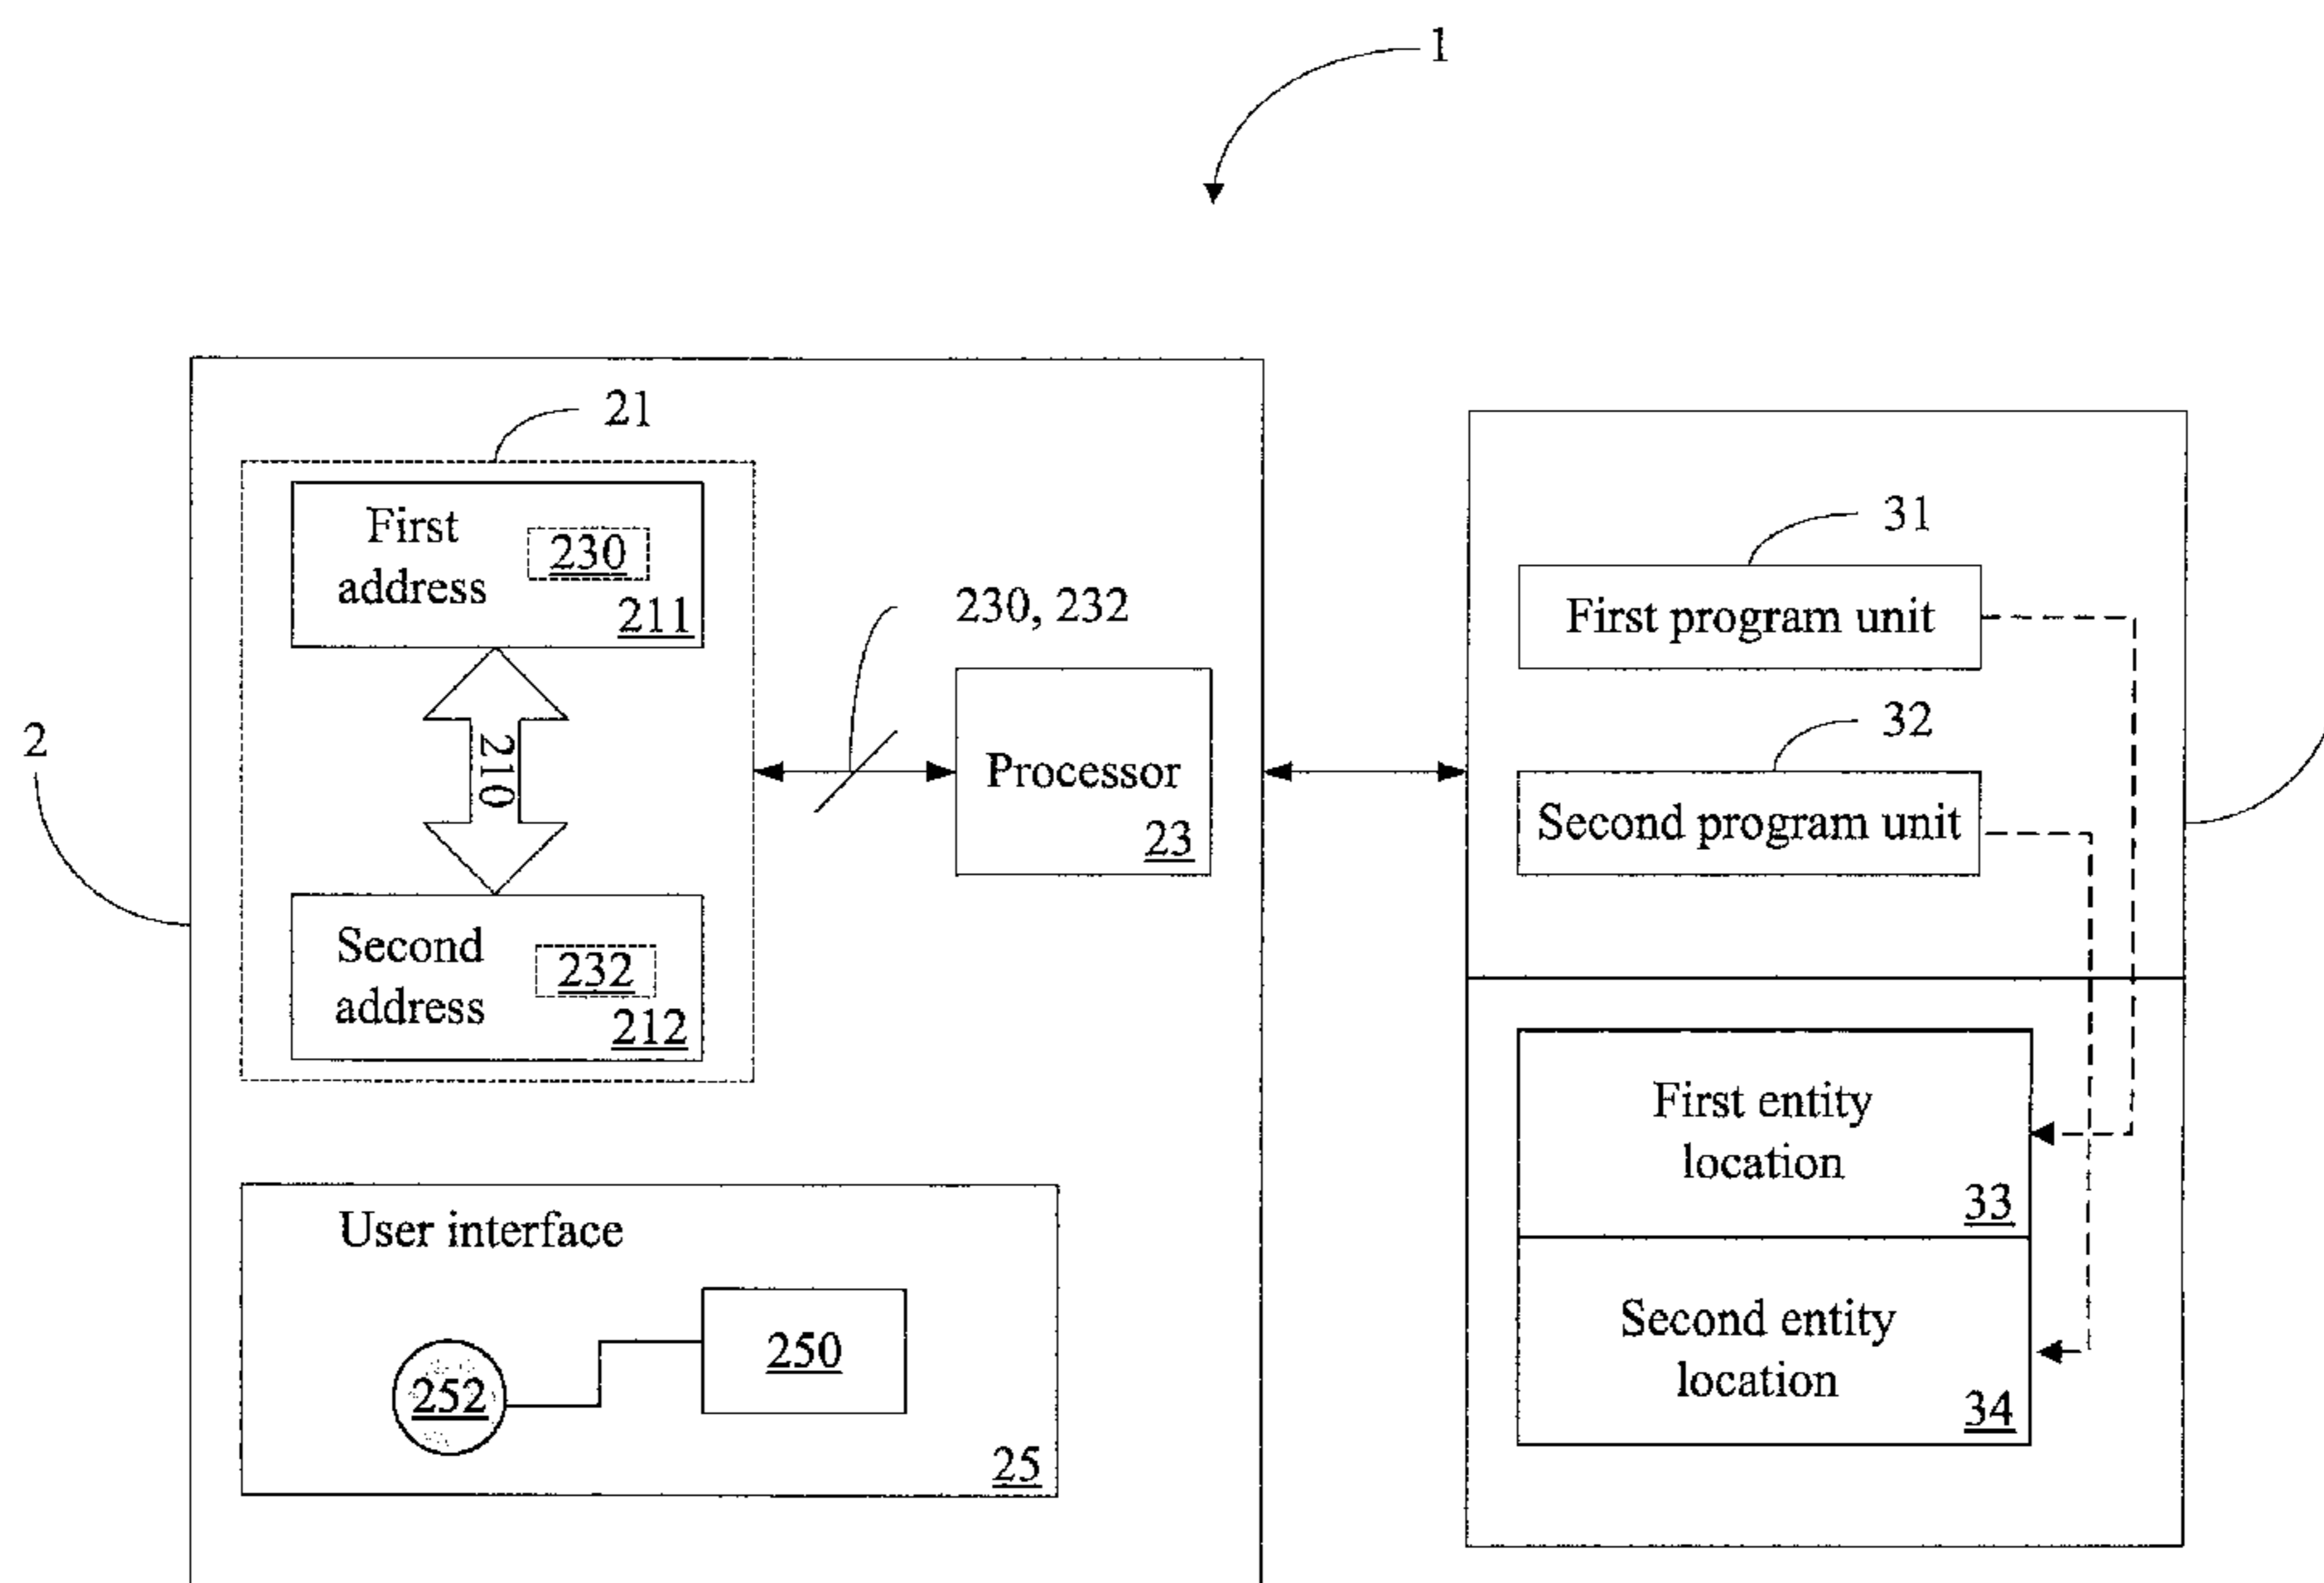 1
2
21
First
address
230
211
210
Second
address
232
212
230, 232
Processor
23
User interface
252
250
25
31
First program unit
32
Second program unit
First entity
location
33
Second entity
location
34